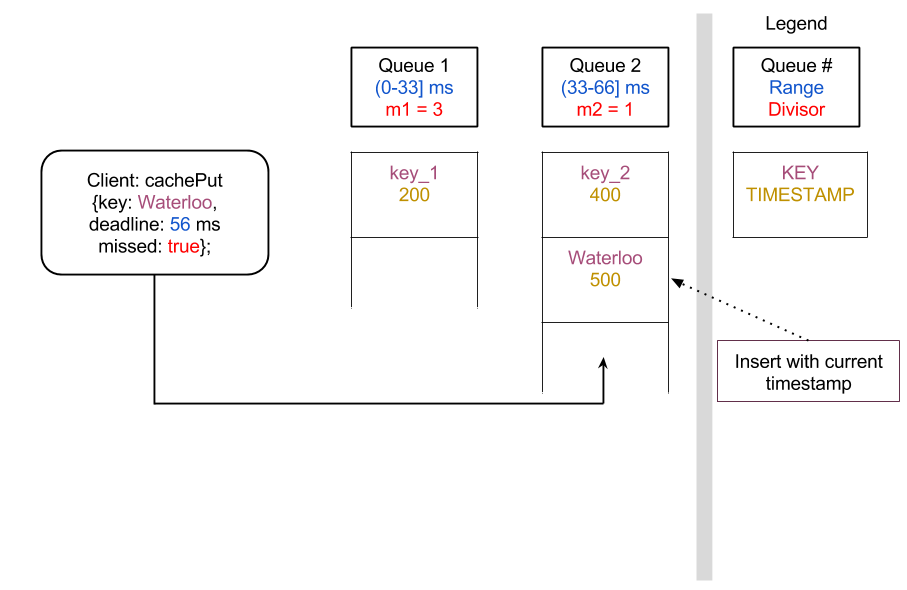 Legend
Queue 1
(0-33] ms
m1 = 3
Queue 2
(33-66] ms
m2 = 1
Queue #
Range
Divisor
Client: cachePut
{key: Waterloo,
deadline: 56 ms
missed: true};
key_1
200
key_2
400
Waterloo
500
KEY
TIMESTAMP
Insert with current
timestamp